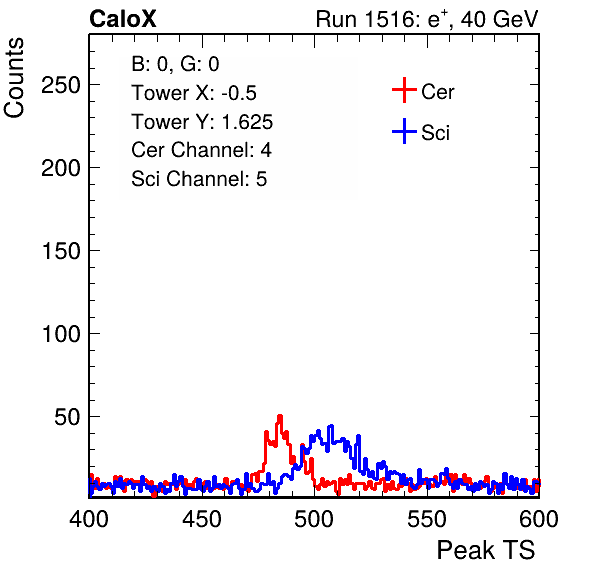 CaloX Run 1516: e+, 40 GeV
Counts
B: 0, G: 0
Tower X: -0.5
Tower Y: 1.625
Cer Channel: 4
Sci Channel: 5
Cer
Sci
250
200
150
100
50
400 450 500 550 600
Peak TS